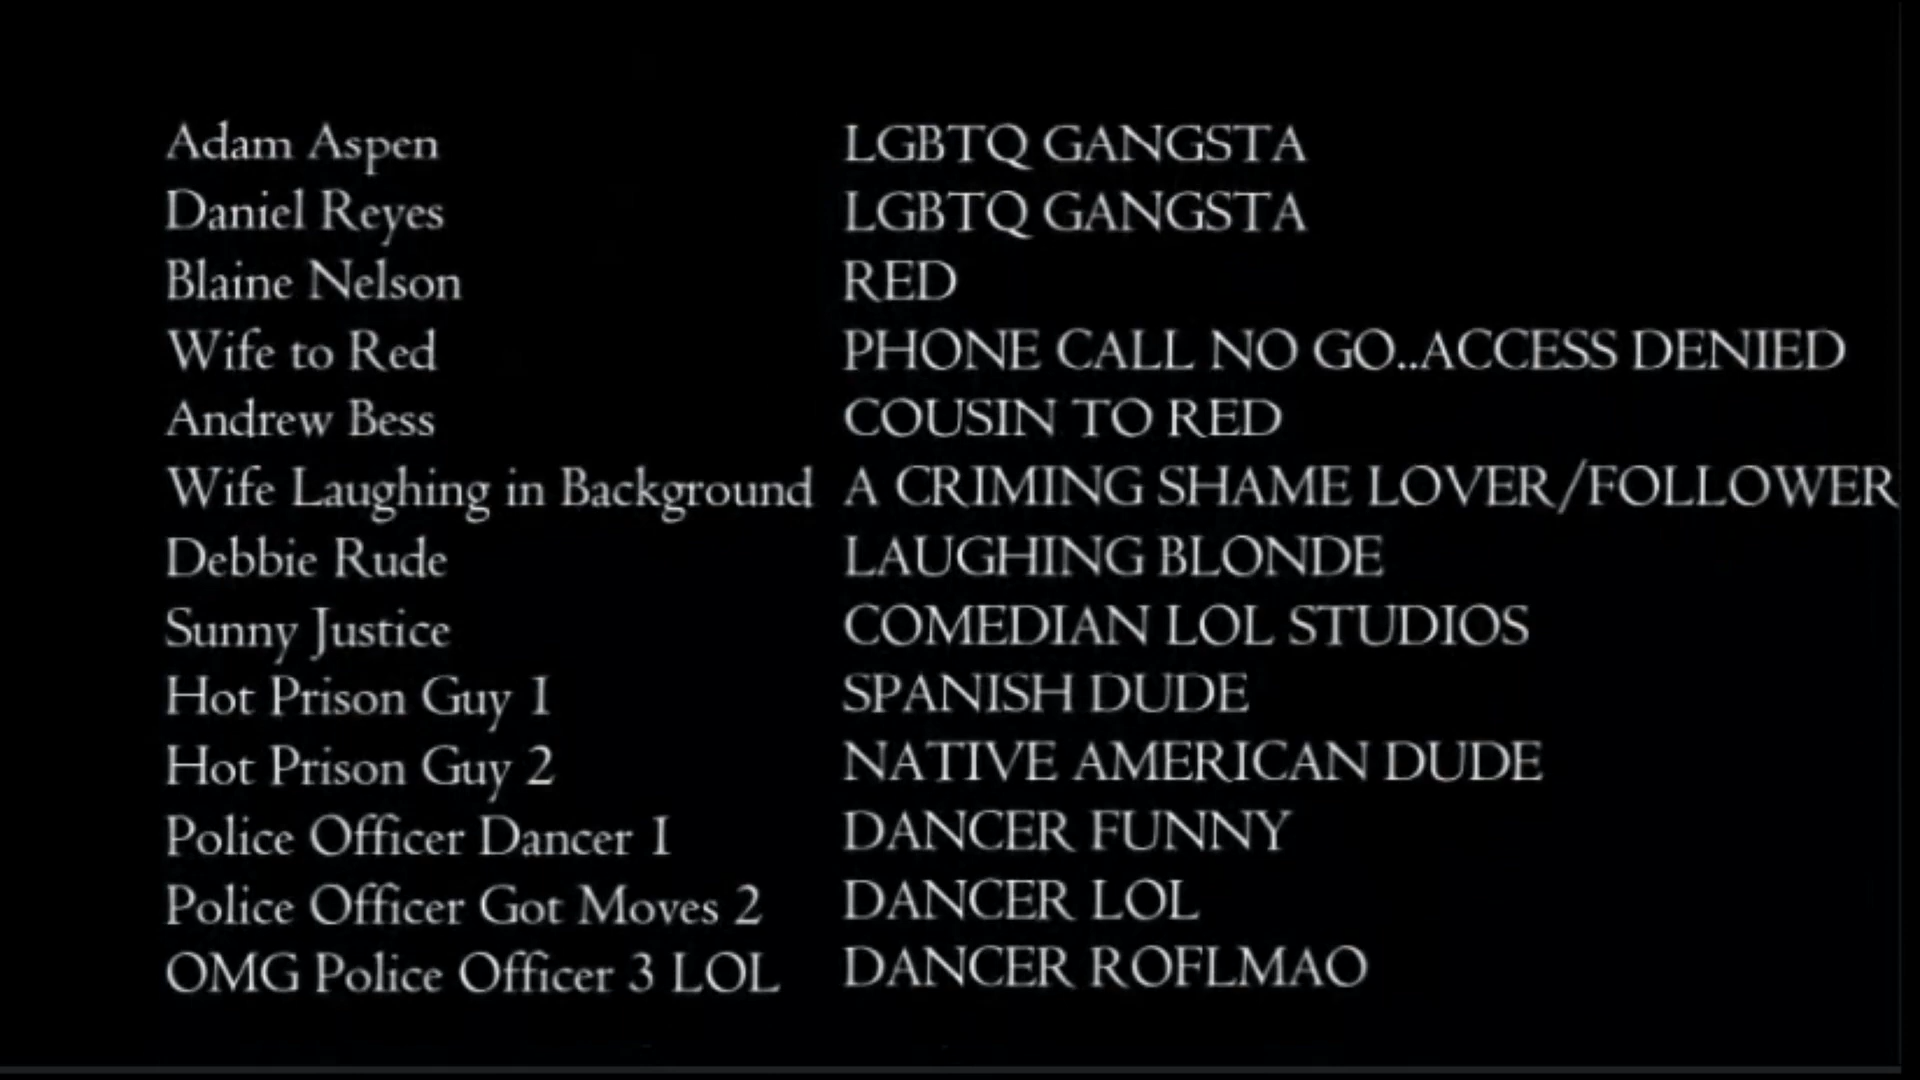 Adam Aspen LGBTQ GANGSTA
Daniel Reyes LGBTQ GANGSTA
Blaine Nelson RED
Wife to Red PHONE CALL NO GO..ACCESS DENIED
Andrew Bess COUSIN TO RED
Wife Laughing in Background A CRIMING SHAME LOVER/FOLLOWER
Debbie Rude LAUGHING BLONDE
Sunny Justice COMEDIAN LOL STUDIOS
Hot Prison Guy 1 SPANISH DUDE
Hot Prison Guy 2 NATIVE AMERICAN DUDE
Police Officer Dancer 1 DANCER FUNNY
Police Officer Got Moves 2 DANCER LOL
OMG Police Officer 3 LOL DANCER ROFLMAO